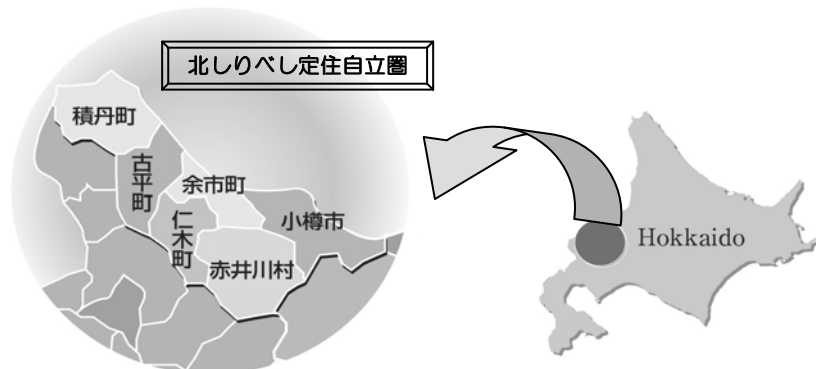 北しりべし定住自立圏
積丹町
古平町
余市町
仁木町
小樽市
赤井川村
Hokkaido